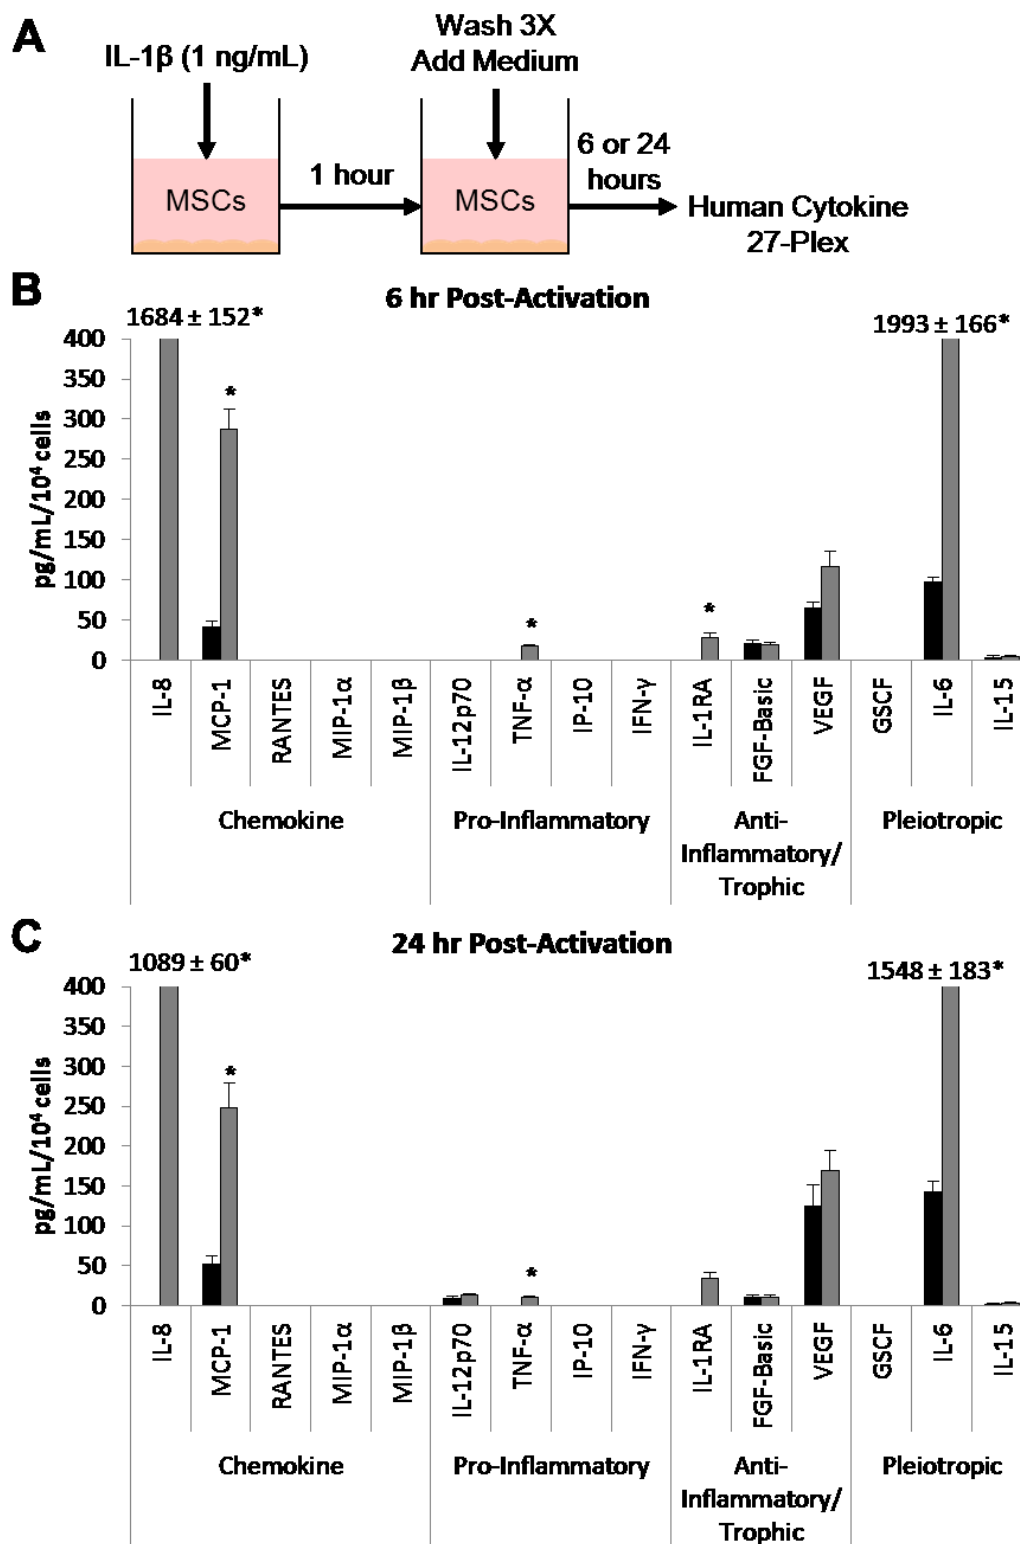 A
IL-1β (1 ng/mL)
Wash 3X
Add Medium
MSCs
1 hour
MSCs
6 or 24
hours
Human Cytokine
27-Plex
B
6 hr Post-Activation
1684 ± 152*
1993 ± 166*
pg/mL/10⁴ cells
400
350
300
250
200
150
100
50
0
*
*
*
IL-8
MCP-1
RANTES
MIP-1α
MIP-1β
IL-12p70
TNF-α
IP-10
IFN-γ
IL-1RA
FGF-Basic
VEGF
GSCF
IL-6
IL-15
Chemokine
Pro-Inflammatory
Anti-
Inflammatory/
Trophic
Pleiotropic
C
24 hr Post-Activation
1089 ± 60*
1548 ± 183*
pg/mL/10⁴ cells
400
350
300
250
200
150
100
50
0
*
*
IL-8
MCP-1
RANTES
MIP-1α
MIP-1β
IL-12p70
TNF-α
IP-10
IFN-γ
IL-1RA
FGF-Basic
VEGF
GSCF
IL-6
IL-15
Chemokine
Pro-Inflammatory
Anti-
Inflammatory/
Trophic
Pleiotropic